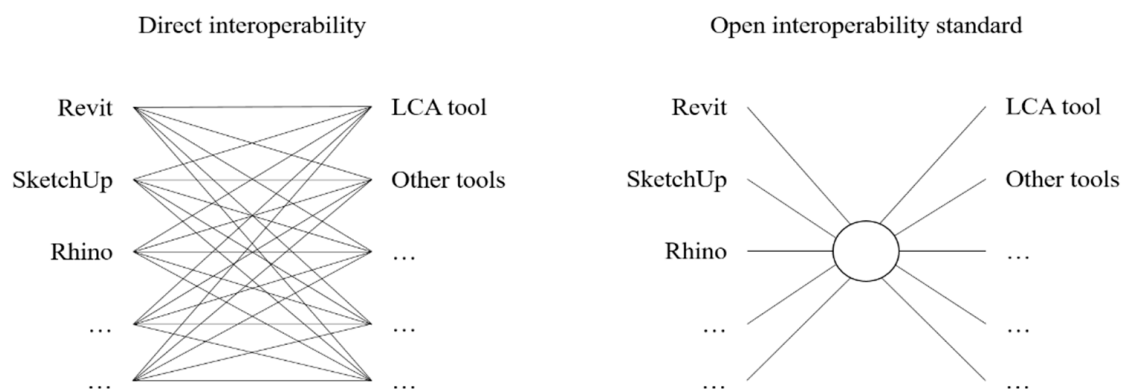 Direct interoperability
Open interoperability standard
Revit
LCA tool
SketchUp
Other tools
Rhino
…
…
…
…
…
Revit
LCA tool
SketchUp
Other tools
Rhino
…
…
…
…
…